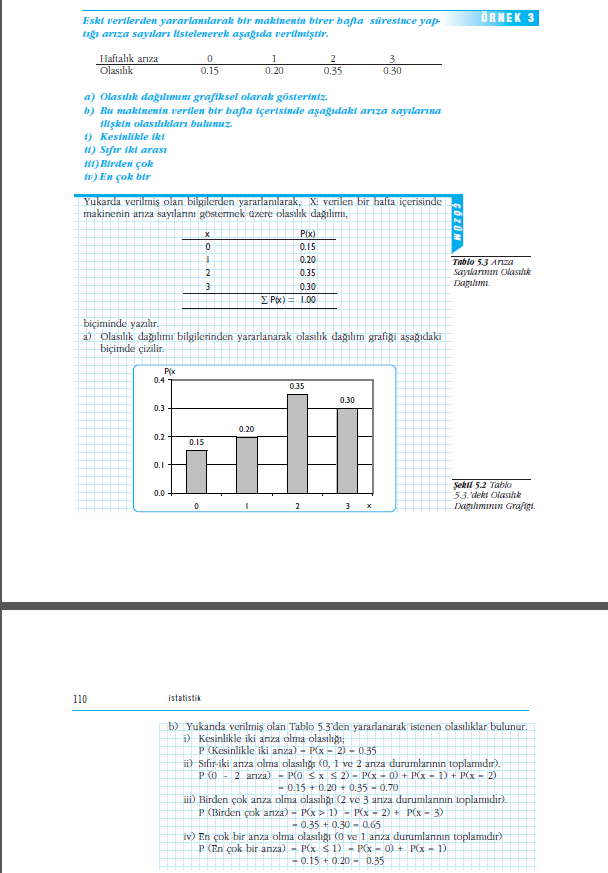 ÖRNEK 3
Eski verilerden yararlanılarak bir makinenin birer hafta süresince yap-
tığı arıza sayıları listelenerek aşağıda verilmiştir.
Haftalık arıza 0 1 2 3
Olasılık 0.15 0.20 0.35 0.30
a) Olasılık dağılımını grafiksel olarak gösteriniz.
b) Bu makinenin verilen bir hafta içerisinde aşağıdaki arıza sayılarına
ilişkin olasılıkları bulunuz.
i) Kesinlikle iki
ii) Sıfır iki arası
iii) Birden çok
iv) En çok bir
ÇÖZÜM
Yukarda verilmiş olan bilgilerden yararlanılarak, X: verilen bir hafta içerisinde
makinenin arıza sayılarını göstermek üzere olasılık dağılımı,
x P(x)
0 0.15
1 0.20
2 0.35
3 0.30
Σ P(x) = 1.00
Tablo 5.3 Arıza
Sayılarının Olasılık
Dağılımı.
biçiminde yazılır.
a) Olasılık dağılımı bilgilerinden yararlanarak olasılık dağılım grafiği aşağıdaki
biçimde çizilir.
P(x
0.4
0.3
0.2
0.1
0.0
0.15
0.20
0.35
0.30
0 1 2 3 x
Şekil 5.2 Tablo
5.3.'deki Olasılık
Dağılımının Grafiği.
110 istatistik
b) Yukarıda verilmiş olan Tablo 5.3'den yararlanarak istenen olasılıklar bulunur.
i) Kesinlikle iki arıza olma olasılığı;
P (Kesinlikle iki arıza) = P(x = 2) = 0.35
ii) Sıfır-iki arıza olma olasılığı (0, 1 ve 2 arıza durumlarının toplamıdır).
P (0 - 2 arıza) = P(0 ≤ x ≤ 2) = P(x = 0) + P(x = 1) + P(x = 2)
= 0.15 + 0.20 + 0.35 = 0.70
iii) Birden çok arıza olma olasılığı (2 ve 3 arıza durumlarının toplamıdır).
P (Birden çok arıza) = P(x > 1) = P(x = 2) + P(x = 3)
= 0.35 + 0.30 = 0.65
iv) En çok bir arıza olma olasılığı (0 ve 1 arıza durumlarının toplamıdır)
P (En çok bir arıza) = P(x ≤ 1) = P(x = 0) + P(x = 1)
= 0.15 + 0.20 = 0.35